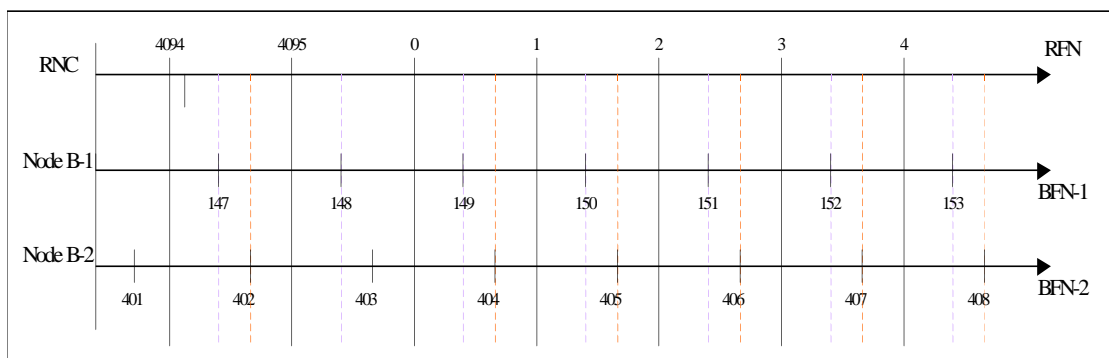 4094 4095 0 1 2 3 4 RFN
RNC
Node B-1
147 148 149 150 151 152 153 BFN-1
Node B-2
401 402 403 404 405 406 407 408 BFN-2